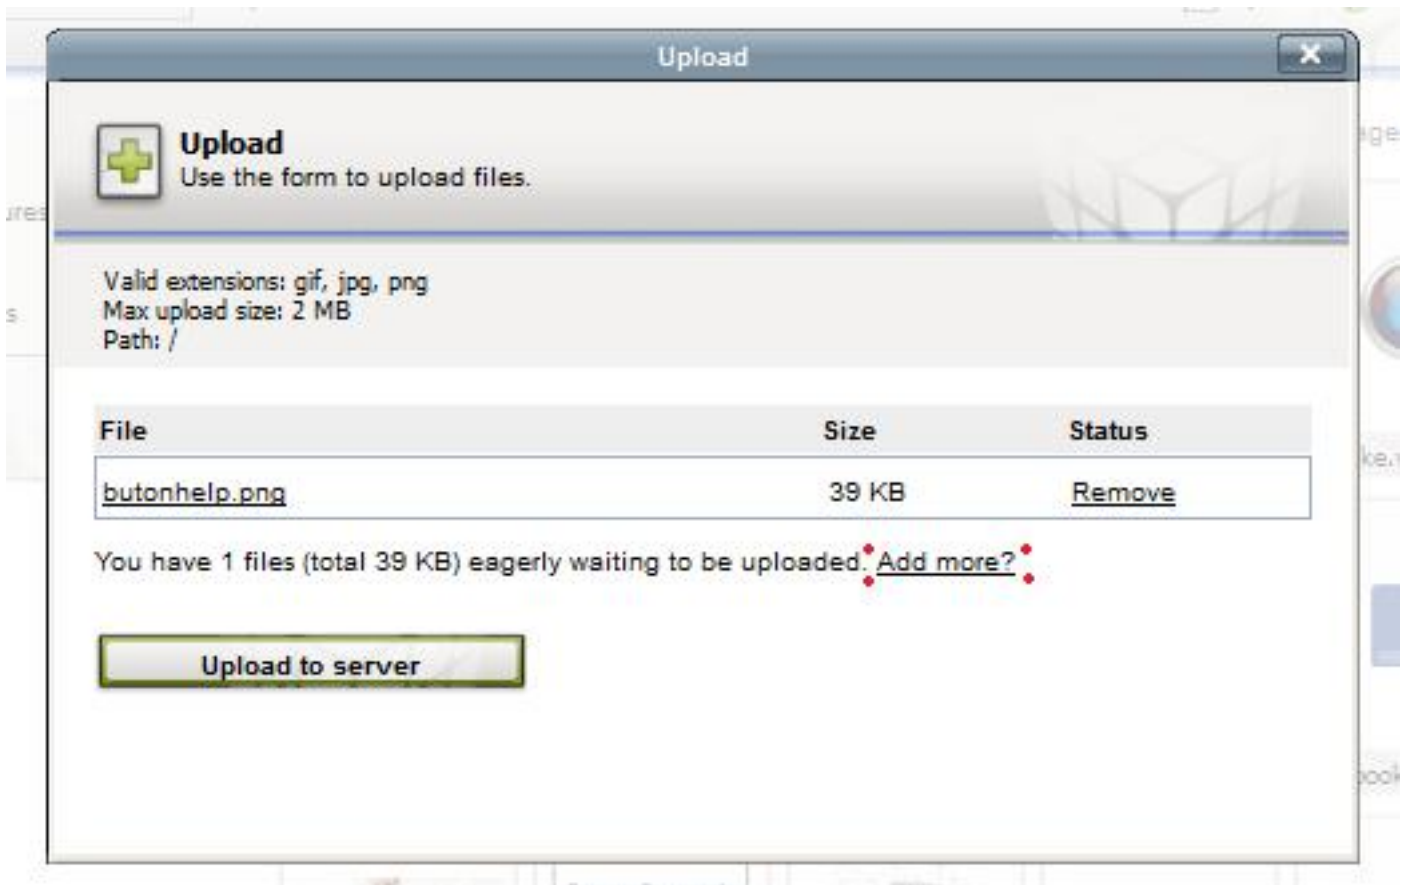 Upload
Upload
Use the form to upload files.
Valid extensions: gif, jpg, png
Max upload size: 2 MB
Path: /
File Size Status
butonhelp.png 39 KB Remove
You have 1 files (total 39 KB) eagerly waiting to be uploaded. Add more?
Upload to server